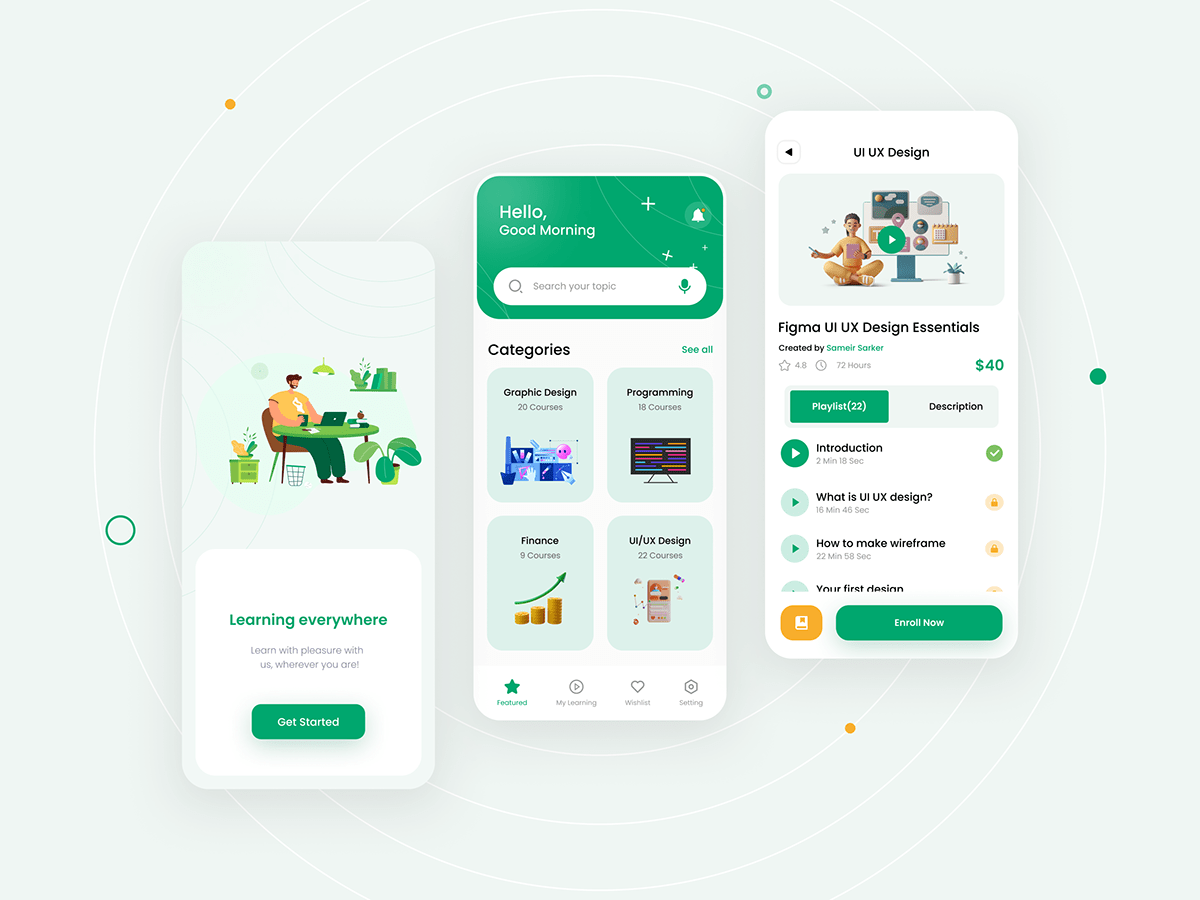 Learning everywhere
Learn with pleasure with
us, wherever you are!
Get Started
Hello,
Good Morning
Search your topic
Categories
See all
Graphic Design
20 Courses
Programming
18 Courses
Finance
9 Courses
UI/UX Design
22 Courses
Featured
My Learning
Wishlist
Setting
UI UX Design
Figma UI UX Design Essentials
Created by Sameir Sarker
4.8
72 Hours
$40
Playlist(22)
Description
Introduction
2 Min 18 Sec
What is UI UX design?
16 Min 46 Sec
How to make wireframe
22 Min 58 Sec
Your first design
Enroll Now